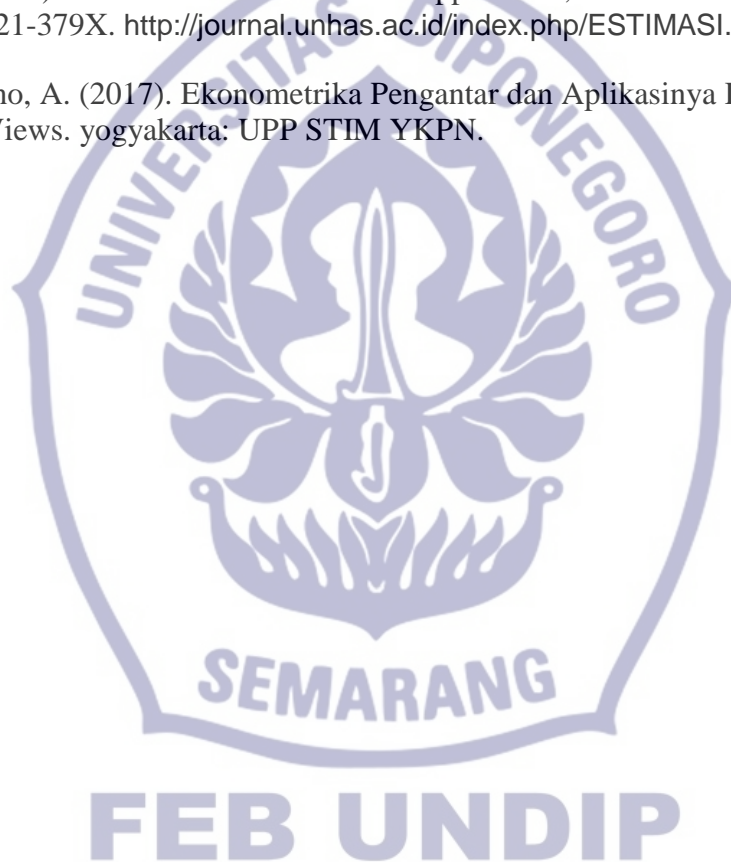 21-379X. http://journal.unhas.ac.id/index.php/ESTIMASI.
no, A. (2017). Ekonometrika Pengantar dan Aplikasinya
Views. yogyakarta: UPP STIM YKPN.
UNIVERSITAS DIPONEGORO
SEMARANG
FEB UNDIP